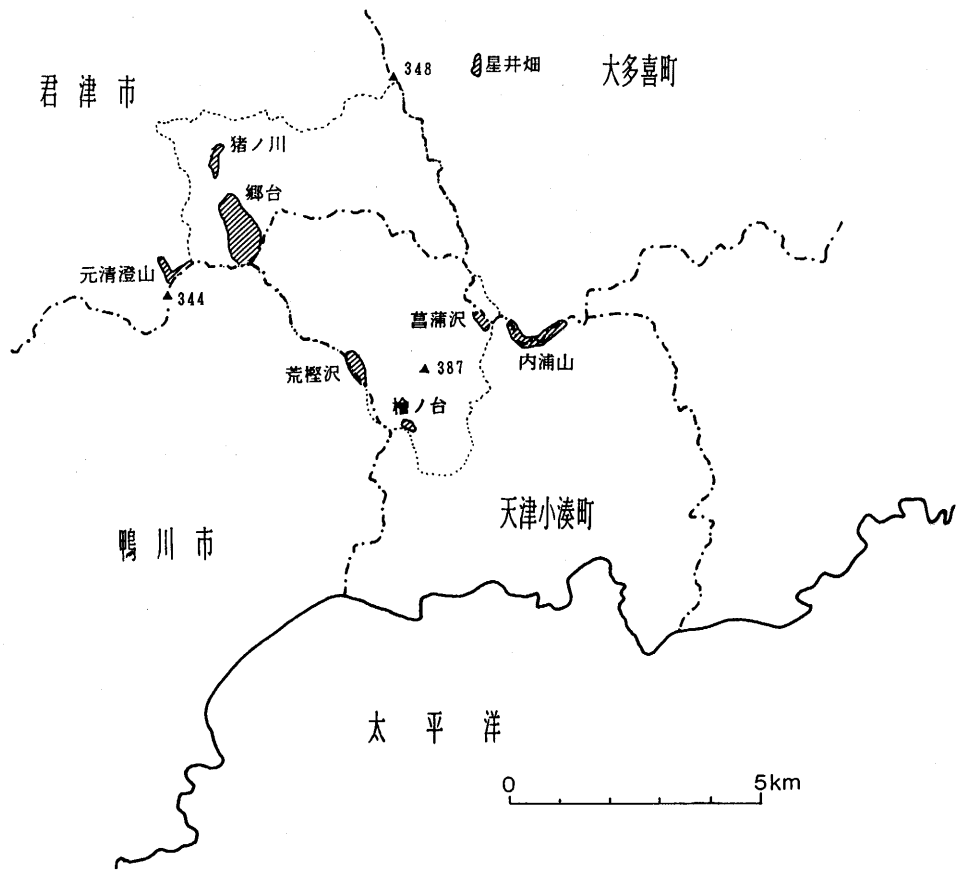 348
星井畑
大多喜町
君津市
猪ノ川
郷台
元清澄山
344
菖蒲沢
内浦山
387
荒樫沢
檜ノ台
天津小湊町
鴨川市
太平洋
0 5km